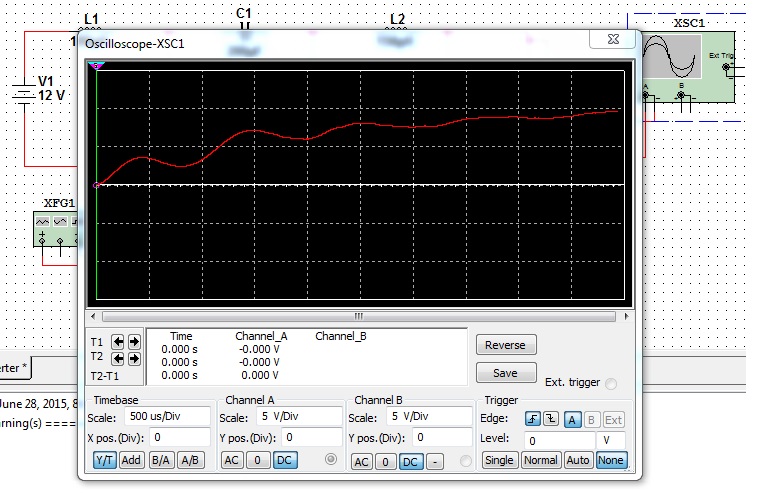 L1
C1
L2
XSC1
Ext Trig
A
B
V1
12 V
XFG1
Oscilloscope-XSC1
Time Channel_A Channel_B
T1 0.000 s -0.000 V
T2 0.000 s -0.000 V
T2-T1 0.000 s 0.000 V
Reverse
Save
Ext. trigger
Timebase
Scale: 500 us/Div
X pos.(Div): 0
Y/T Add B/A A/B
Channel A
Scale: 5 V/Div
Y pos.(Div): 0
AC 0 DC
Channel B
Scale: 5 V/Div
Y pos.(Div): 0
AC 0 DC -
Trigger
Edge: A B Ext
Level: 0 V
Single Normal Auto None
erter *
June 28, 2015, 8
rning(s) ====